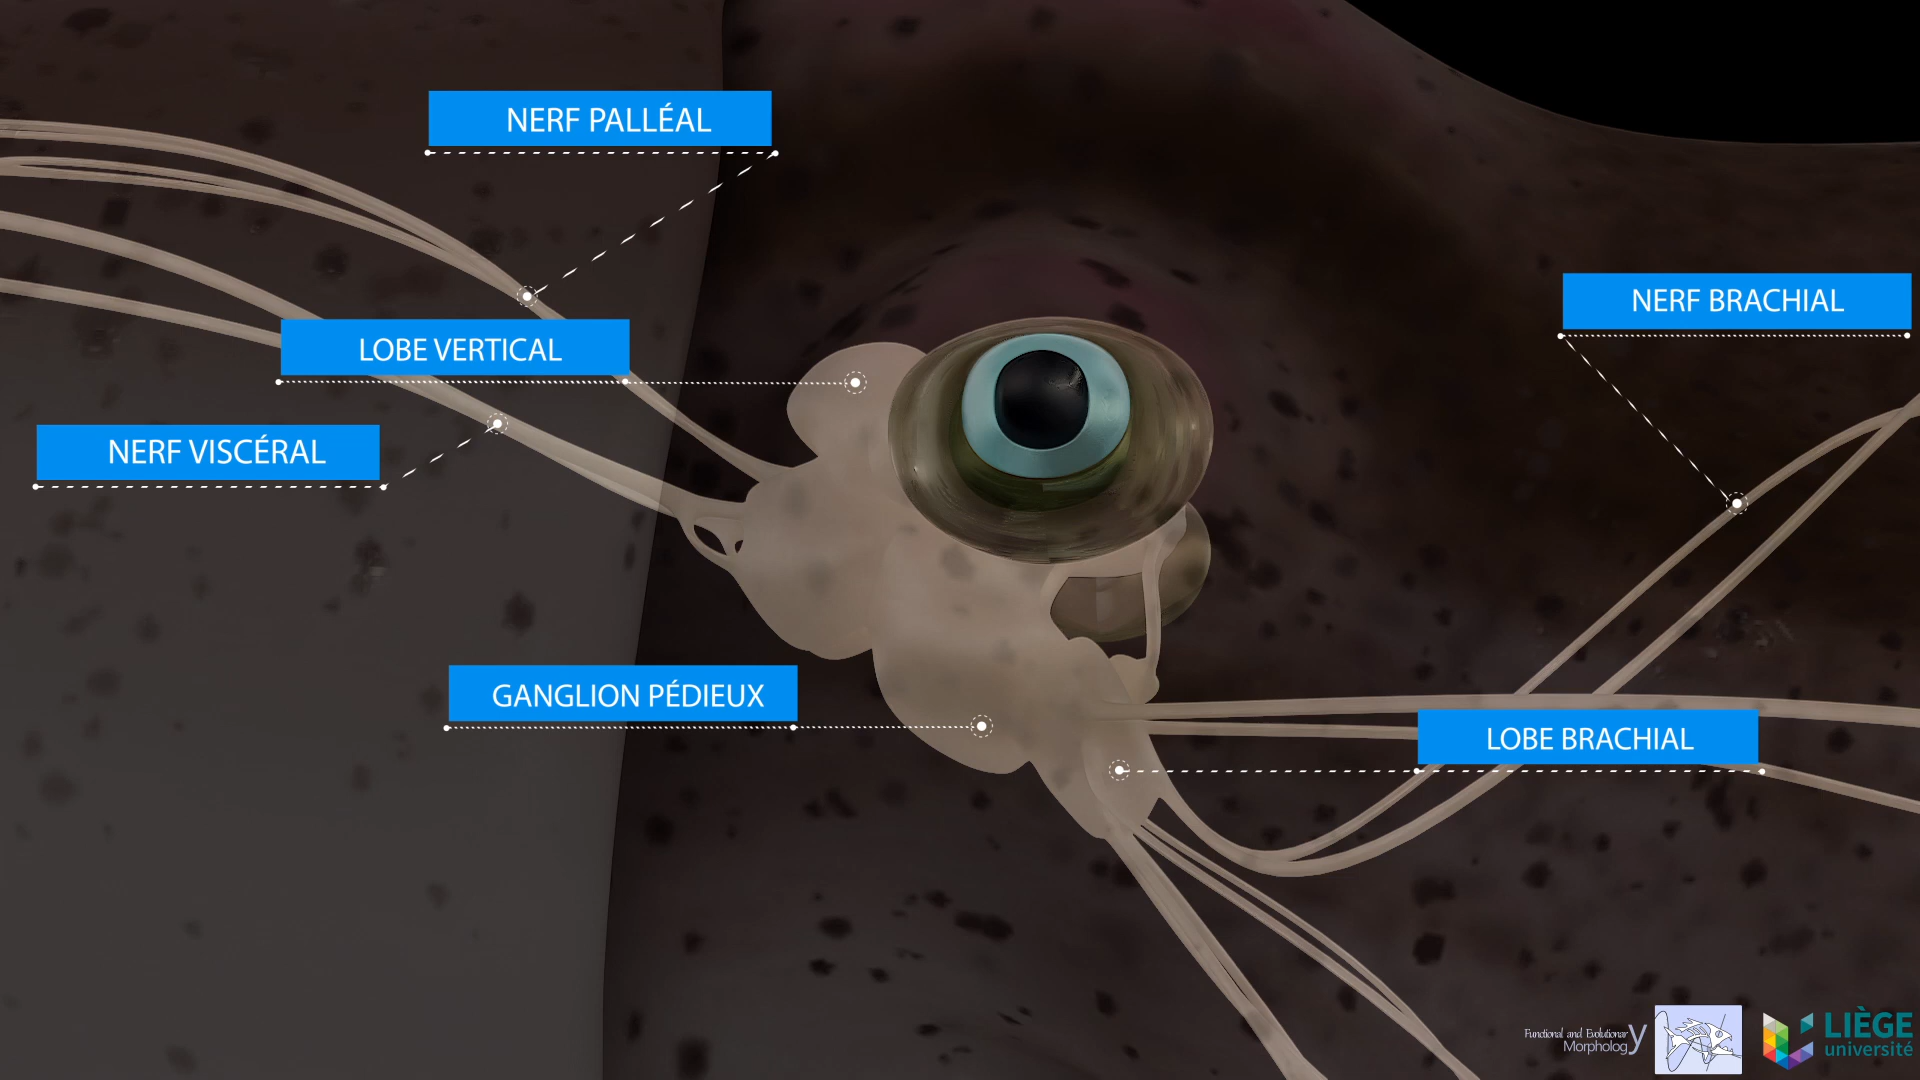 NERF PALLÉAL
NERF BRACHIAL
LOBE VERTICAL
NERF VISCÉRAL
GANGLION PÉDIEUX
LOBE BRACHIAL
Functional and Evolutionary
Morphology
LIÈGE
université